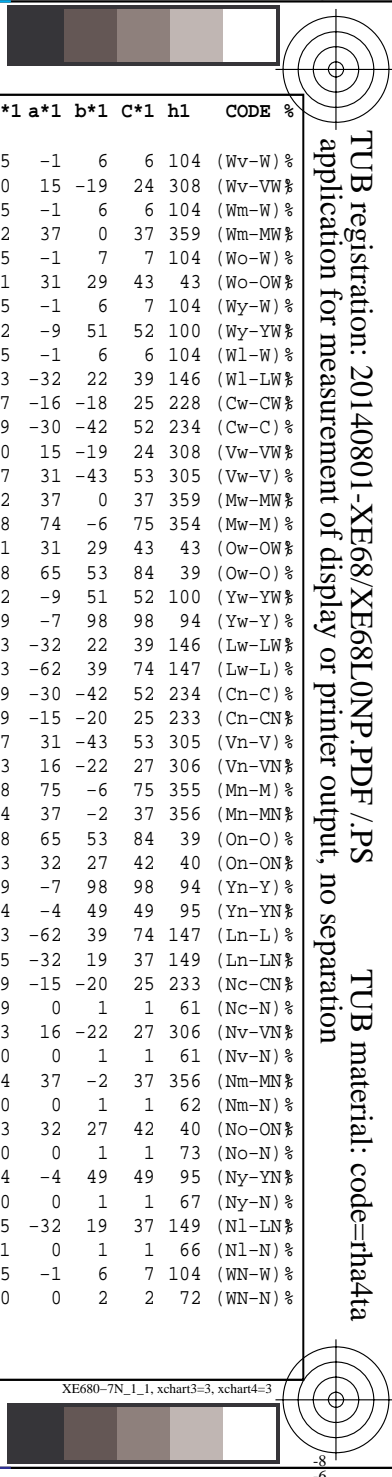 *1 a*1 b*1 C*1 h1 CODE %
5 -1 6 6 104 (Wv-W)%
0 15 -19 24 308 (Wv-VW%
5 -1 6 6 104 (Wm-W)%
2 37 0 37 359 (Wm-MW%
5 -1 7 7 104 (Wo-W)%
1 31 29 43 43 (Wo-OW%
5 -1 6 7 104 (Wy-W)%
2 -9 51 52 100 (Wy-YW%
5 -1 6 6 104 (Wl-W)%
3 -32 22 39 146 (Wl-LW%
7 -16 -18 25 228 (Cw-CW%
9 -30 -42 52 234 (Cw-C)%
0 15 -19 24 308 (Vw-VW%
7 31 -43 53 305 (Vw-V)%
2 37 0 37 359 (Mw-MW%
8 74 -6 75 354 (Mw-M)%
1 31 29 43 43 (Ow-OW%
8 65 53 84 39 (Ow-O)%
2 -9 51 52 100 (Yw-YW%
9 -7 98 98 94 (Yw-Y)%
3 -32 22 39 146 (Lw-LW%
3 -62 39 74 147 (Lw-L)%
9 -30 -42 52 234 (Cn-C)%
9 -15 -20 25 233 (Cn-CN%
7 31 -43 53 305 (Vn-V)%
3 16 -22 27 306 (Vn-VN%
8 75 -6 75 355 (Mn-M)%
4 37 -2 37 356 (Mn-MN%
8 65 53 84 39 (On-O)%
3 32 27 42 40 (On-ON%
9 -7 98 98 94 (Yn-Y)%
4 -4 49 49 95 (Yn-YN%
3 -62 39 74 147 (Ln-L)%
5 -32 19 37 149 (Ln-LN%
9 -15 -20 25 233 (Nc-CN%
9 0 1 1 61 (Nc-N)%
3 16 -22 27 306 (Nv-VN%
0 0 1 1 61 (Nv-N)%
4 37 -2 37 356 (Nm-MN%
0 0 1 1 62 (Nm-N)%
3 32 27 42 40 (No-ON%
0 0 1 1 73 (No-N)%
4 -4 49 49 95 (Ny-YN%
0 0 1 1 67 (Ny-N)%
5 -32 19 37 149 (Nl-LN%
1 0 1 1 66 (Nl-N)%
5 -1 6 7 104 (WN-W)%
0 0 2 2 72 (WN-N)%
XE680-7N_1_1, xchart3=3, xchart4=3
TUB registration: 20140801-XE68/XE68L0NP.PDF /.PS TUB material: code=rha4ta
application for measurement of display or printer output, no separation
-8
-6